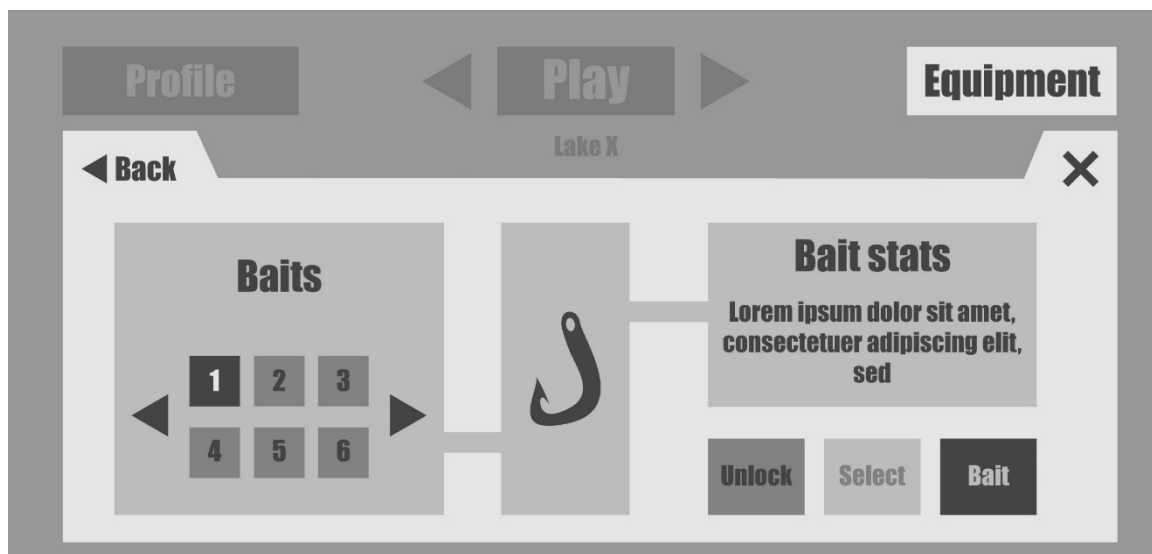 Profile
Play
Equipment
Lake X
Back
Baits
1 2 3
4 5 6
Bait stats
Lorem ipsum dolor sit amet,
consectetuer adipiscing elit,
sed
Unlock
Select
Bait